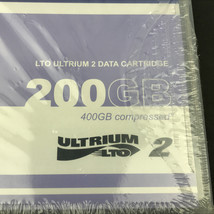 LTO ULTRIUM 2 DATA CARTRIDGE
200GB
400GB compressed
ULTRIUM
LTO 2